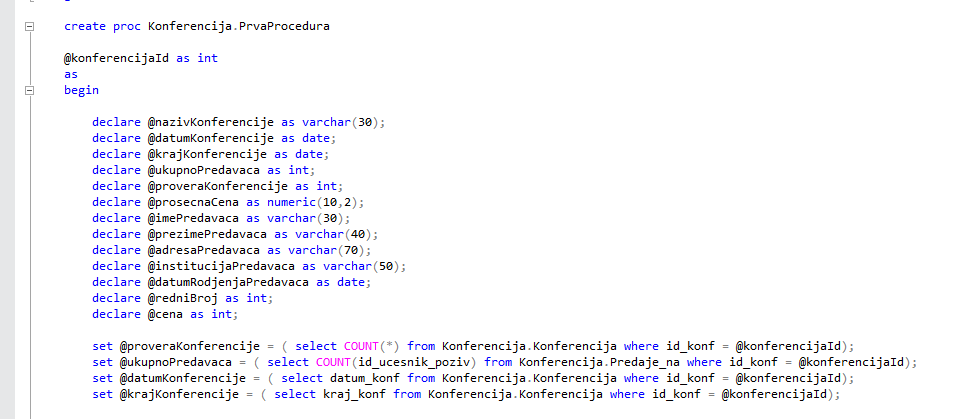 create proc Konferencija.PrvaProcedura
@konferencijaId as int
as
begin
declare @nazivKonferencije as varchar(30);
declare @datumKonferencije as date;
declare @krajKonferencije as date;
declare @ukupnoPredavaca as int;
declare @proveraKonferencije as int;
declare @prosecnaCena as numeric(10,2);
declare @imePredavaca as varchar(30);
declare @prezimePredavaca as varchar(40);
declare @adresaPredavaca as varchar(70);
declare @institucijaPredavaca as varchar(50);
declare @datumRodjenjaPredavaca as date;
declare @redniBroj as int;
declare @cena as int;
set @proveraKonferencije = ( select COUNT(*) from Konferencija.Konferencija where id_konf = @konferencijaId);
set @ukupnoPredavaca = ( select COUNT(id_ucesnik_poziv) from Konferencija.Predaje_na where id_konf = @konferencijaId);
set @datumKonferencije = ( select datum_konf from Konferencija.Konferencija where id_konf = @konferencijaId);
set @krajKonferencije = ( select kraj_konf from Konferencija.Konferencija where id_konf = @konferencijaId);